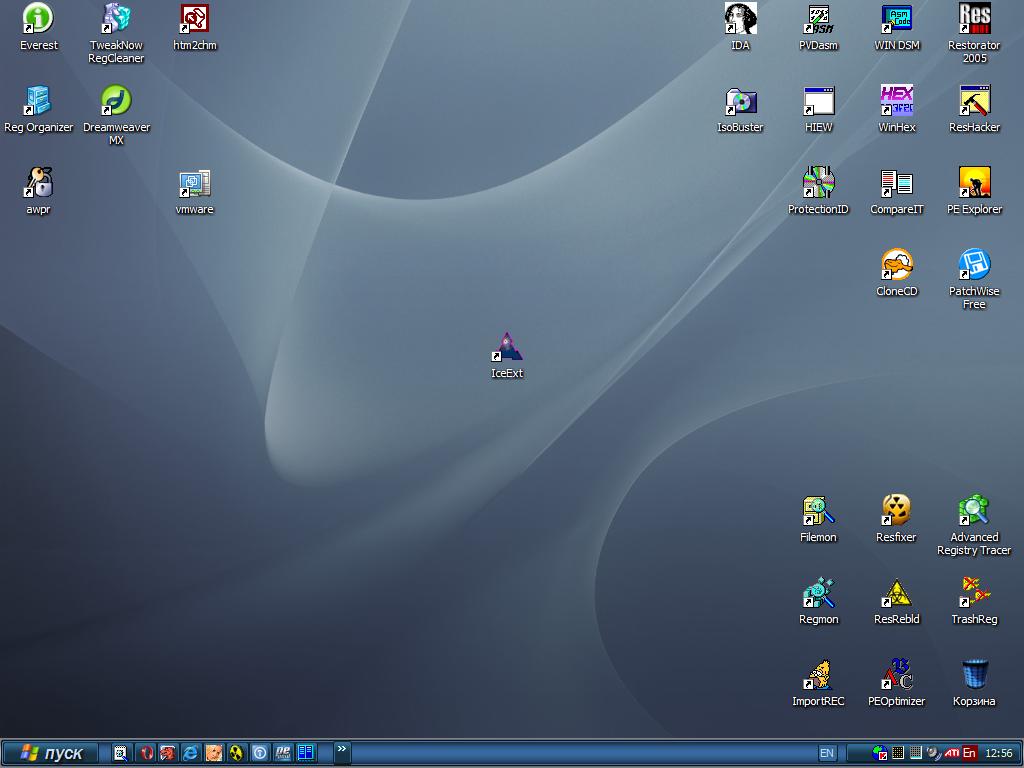 Everest
TweakNow
RegCleaner
htm2chm
IDA
PVDasm
WIN DSM
Restorator
2005
Reg Organizer
Dreamweaver
MX
IsoBuster
HIEW
WinHex
ResHacker
awpr
vmware
ProtectionID
CompareIT
PE Explorer
CloneCD
PatchWise
Free
IceExt
Filemon
Resfixer
Advanced
Registry Tracer
Regmon
ResRebld
TrashReg
ImportREC
PEOptimizer
Корзина
пуск
EN
ATI
En
12:56